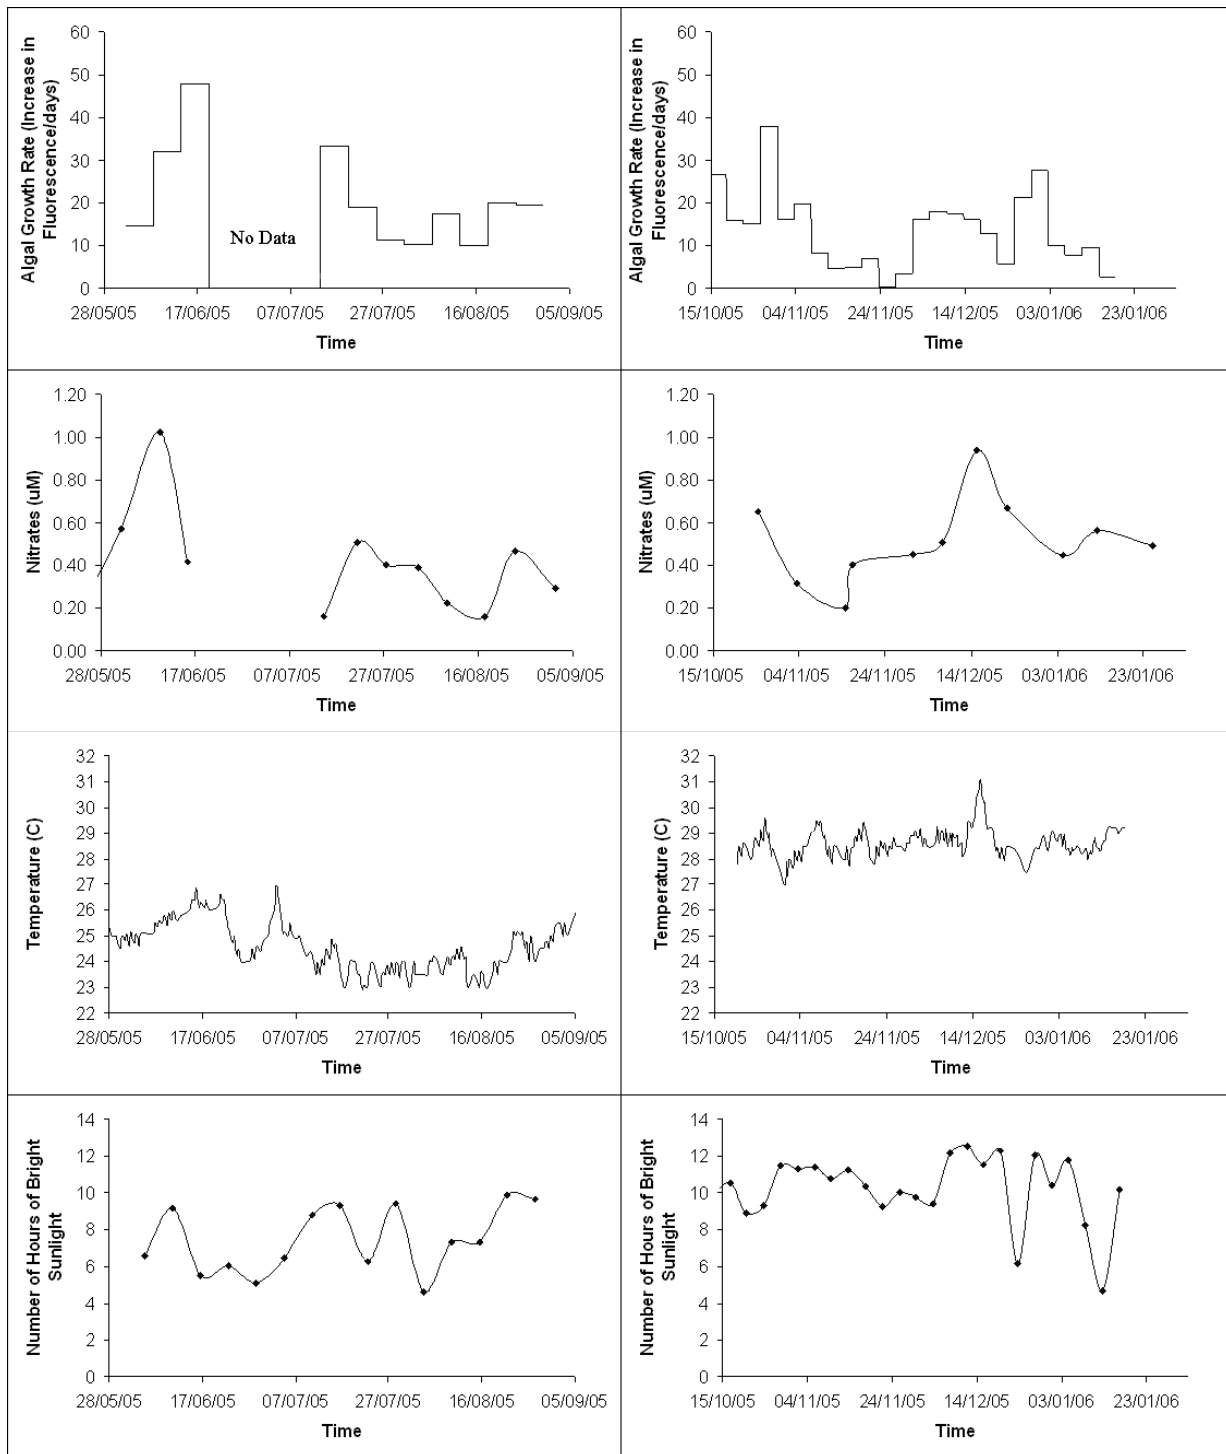 Algal Growth Rate (Increase in
Fluorescence/days)
60
50
40
30
20
10
0
No Data
28/05/05 17/06/05 07/07/05 27/07/05 16/08/05 05/09/05
Time
Algal Growth Rate (Increase in
Fluorescence/days)
60
50
40
30
20
10
0
15/10/05 04/11/05 24/11/05 14/12/05 03/01/06 23/01/06
Time
Nitrates (uM)
1.20
1.00
0.80
0.60
0.40
0.20
0.00
28/05/05 17/06/05 07/07/05 27/07/05 16/08/05 05/09/05
Time
Nitrates (uM)
1.20
1.00
0.80
0.60
0.40
0.20
0.00
15/10/05 04/11/05 24/11/05 14/12/05 03/01/06 23/01/06
Time
Temperature (C)
32
31
30
29
28
27
26
25
24
23
22
28/05/05 17/06/05 07/07/05 27/07/05 16/08/05 05/09/05
Time
Temperature (C)
32
31
30
29
28
27
26
25
24
23
22
15/10/05 04/11/05 24/11/05 14/12/05 03/01/06 23/01/06
Time
Number of Hours of Bright
Sunlight
14
12
10
8
6
4
2
0
28/05/05 17/06/05 07/07/05 27/07/05 16/08/05 05/09/05
Time
Number of Hours of Bright
Sunlight
14
12
10
8
6
4
2
0
15/10/05 04/11/05 24/11/05 14/12/05 03/01/06 23/01/06
Time